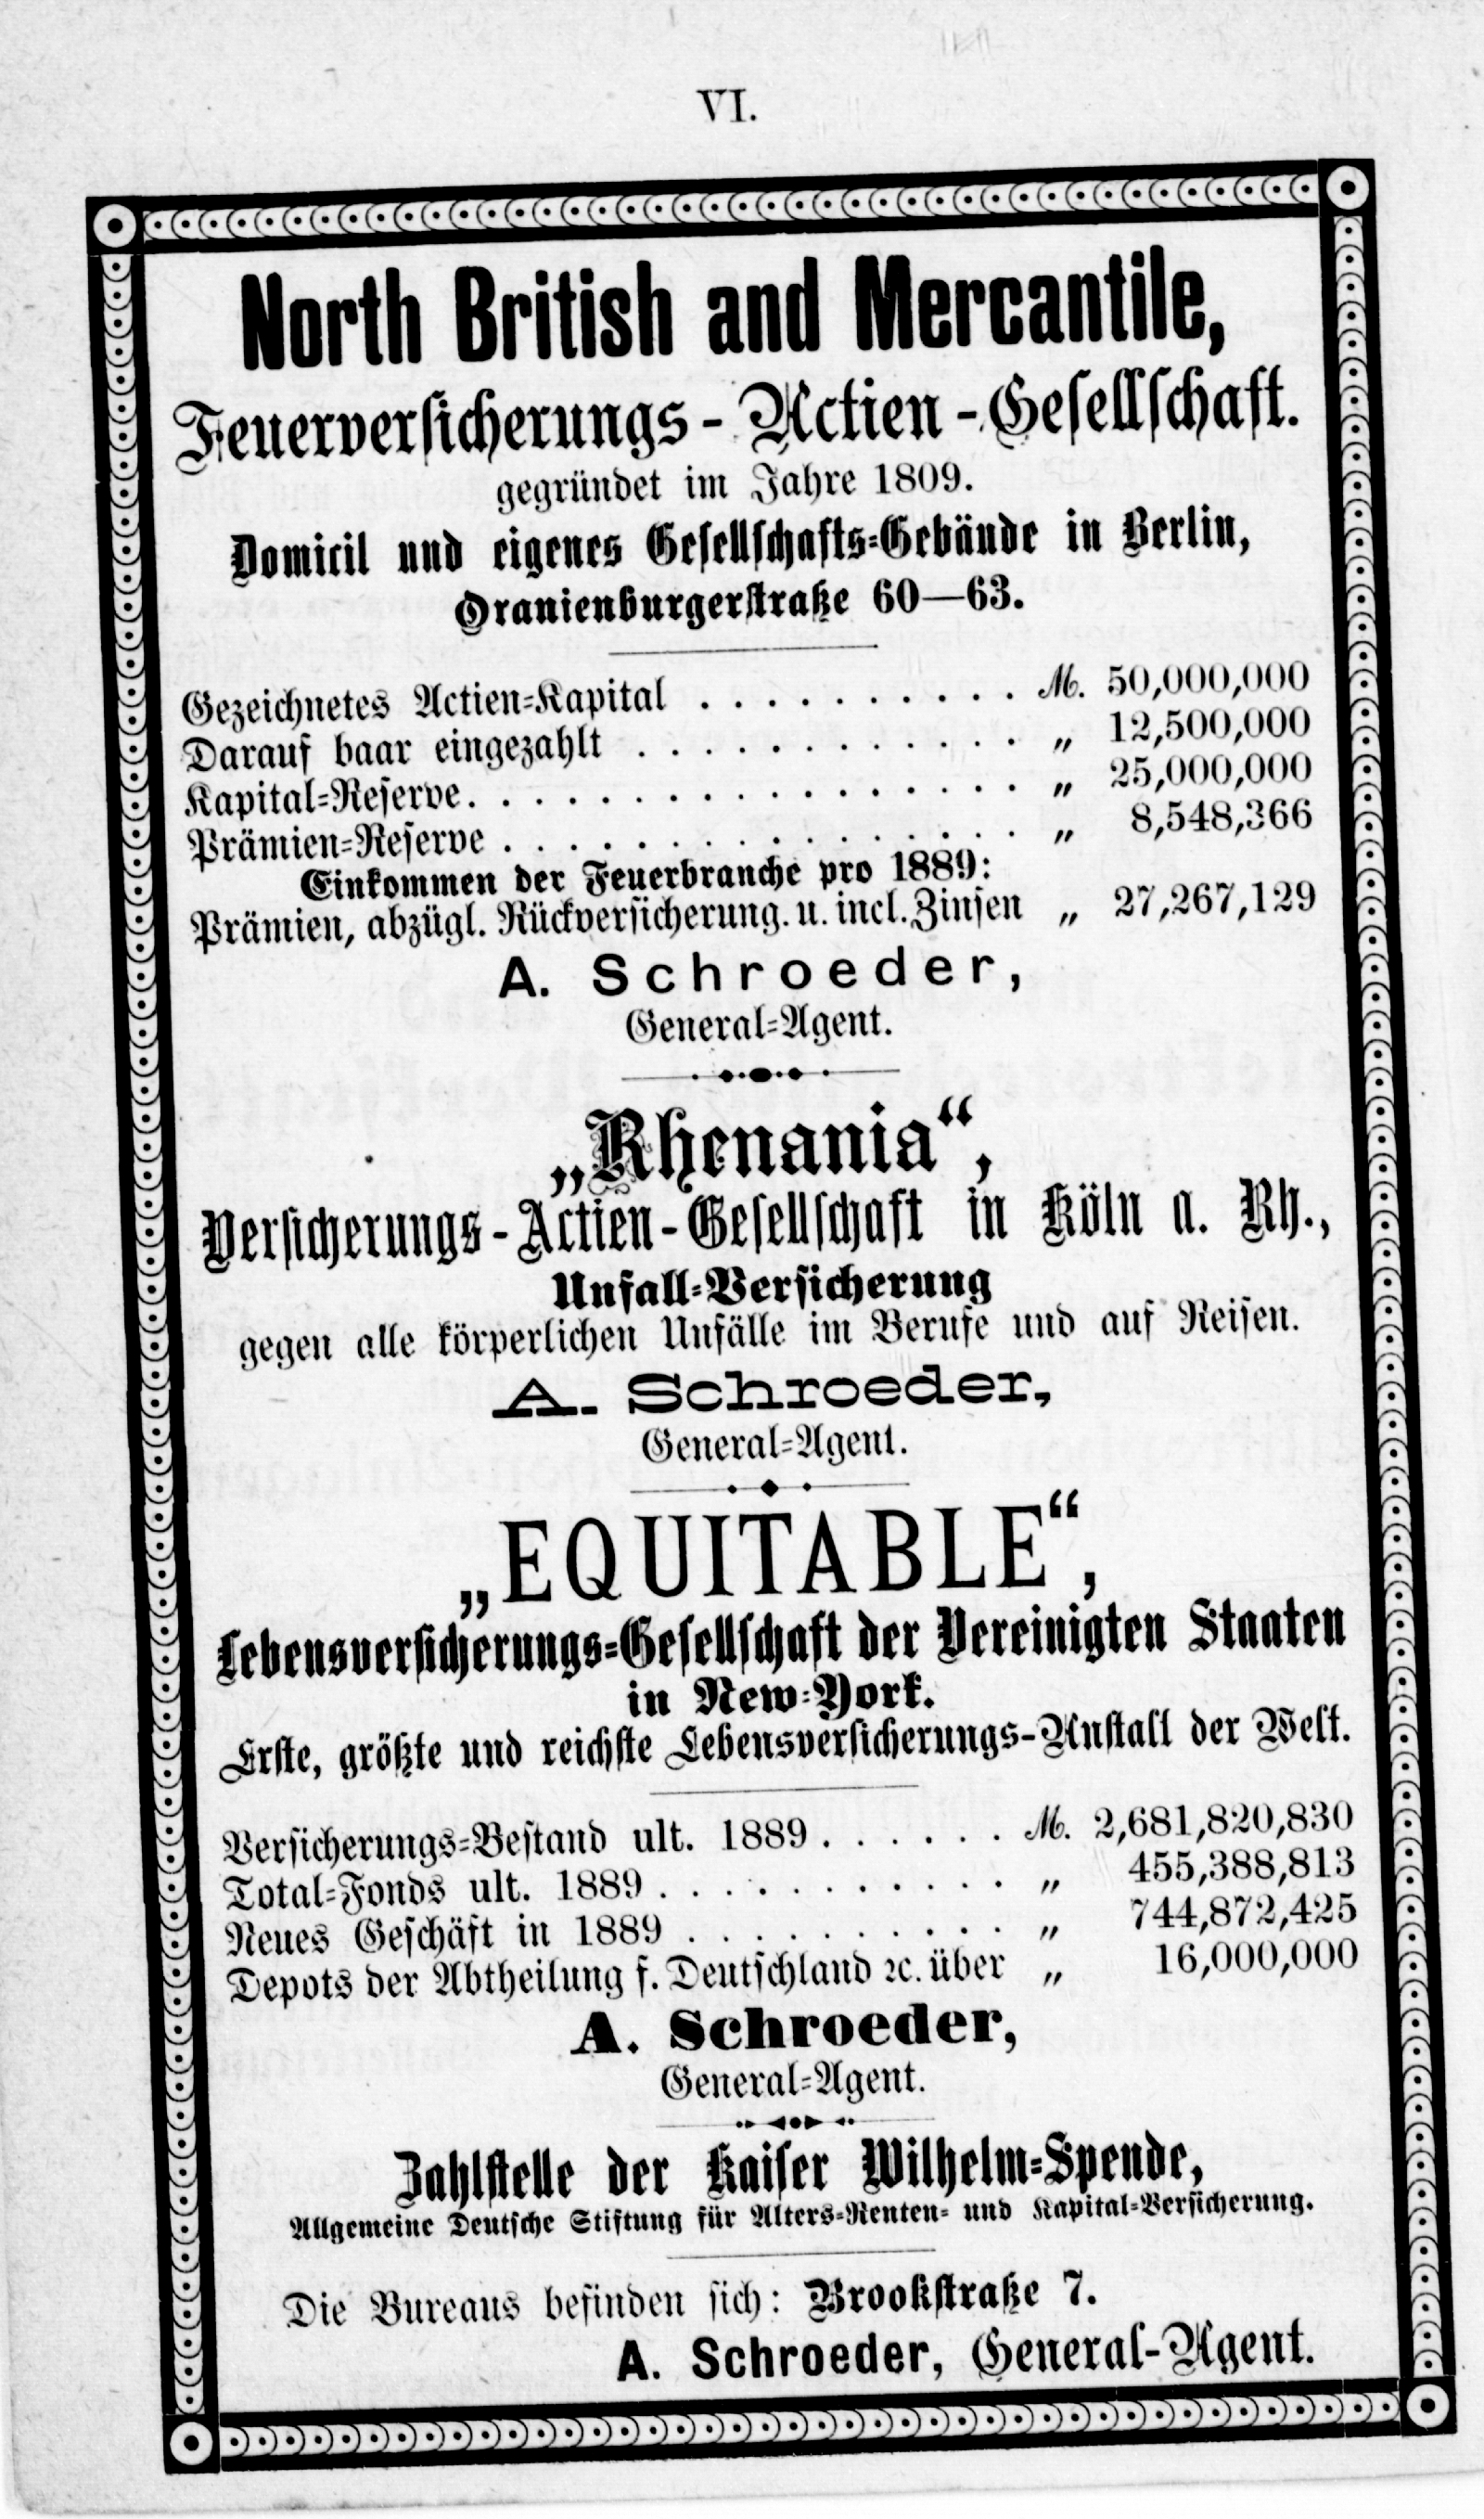 VI.
North British and Mercantile,
Feuerversicherungs-Actien-Gesellschaft.
gegründet im Jahre 1809.
Domicil und eigenes Gesellschafts-Gebäude in Berlin,
Oranienburgerstraße 60—63.
Gezeichnetes Actien-Kapital . . . . . . . . . . M. 50,000,000
Darauf baar eingezahlt . . . . . . . . . . . . „ 12,500,000
Kapital-Reserve. . . . . . . . . . . . . . . . . „ 25,000,000
Prämien-Reserve . . . . . . . . . . . . . . . . „ 8,548,366
Einkommen der Feuerbranche pro 1889:
Prämien, abzügl. Rückversicherung. u. incl. Zinsen „ 27,267,129
A. Schroeder,
General-Agent.
„Rhenania“,
Versicherungs-Actien-Gesellschaft in Köln a. Rh.,
Unfall-Versicherung
gegen alle körperlichen Unfälle im Berufe und auf Reisen.
A. Schroeder,
General-Agent.
„EQUITABLE“,
Lebensversicherungs-Gesellschaft der Vereinigten Staaten
in New-York.
Erste, größte und reichste Lebensversicherungs-Anstalt der Welt.
Versicherungs-Bestand ult. 1889 . . . . . . M. 2,681,820,830
Total-Fonds ult. 1889 . . . . . . . . . . . „ 455,388,813
Neues Geschäft in 1889 . . . . . . . . . . „ 744,872,425
Depots der Abtheilung f. Deutschland ꝛc. über „ 16,000,000
A. Schroeder,
General-Agent.
Zahlstelle der Kaiser Wilhelm-Spende,
Allgemeine Deutsche Stiftung für Alters-Renten- und Kapital-Versicherung.
Die Bureaus befinden sich: Brookstraße 7.
A. Schroeder, General-Agent.